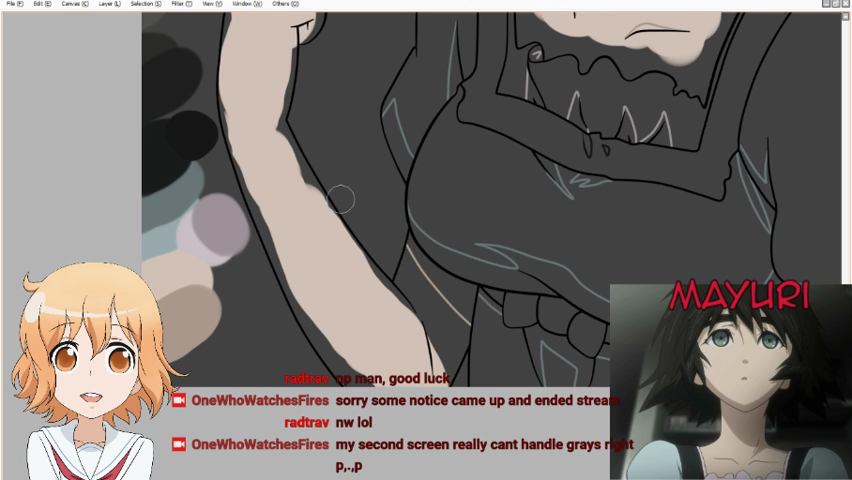 File (F) Edit (E) Canvas (C) Layer (L) Selection (S) Filter (T) View (V) Window (W) Others (O)
MAYURI
radtrav op man, good luck
OneWhoWatchesFires sorry some notice came up and ended stream
radtrav nw lol
OneWhoWatchesFires my second screen really cant handle grays right
p,.,p